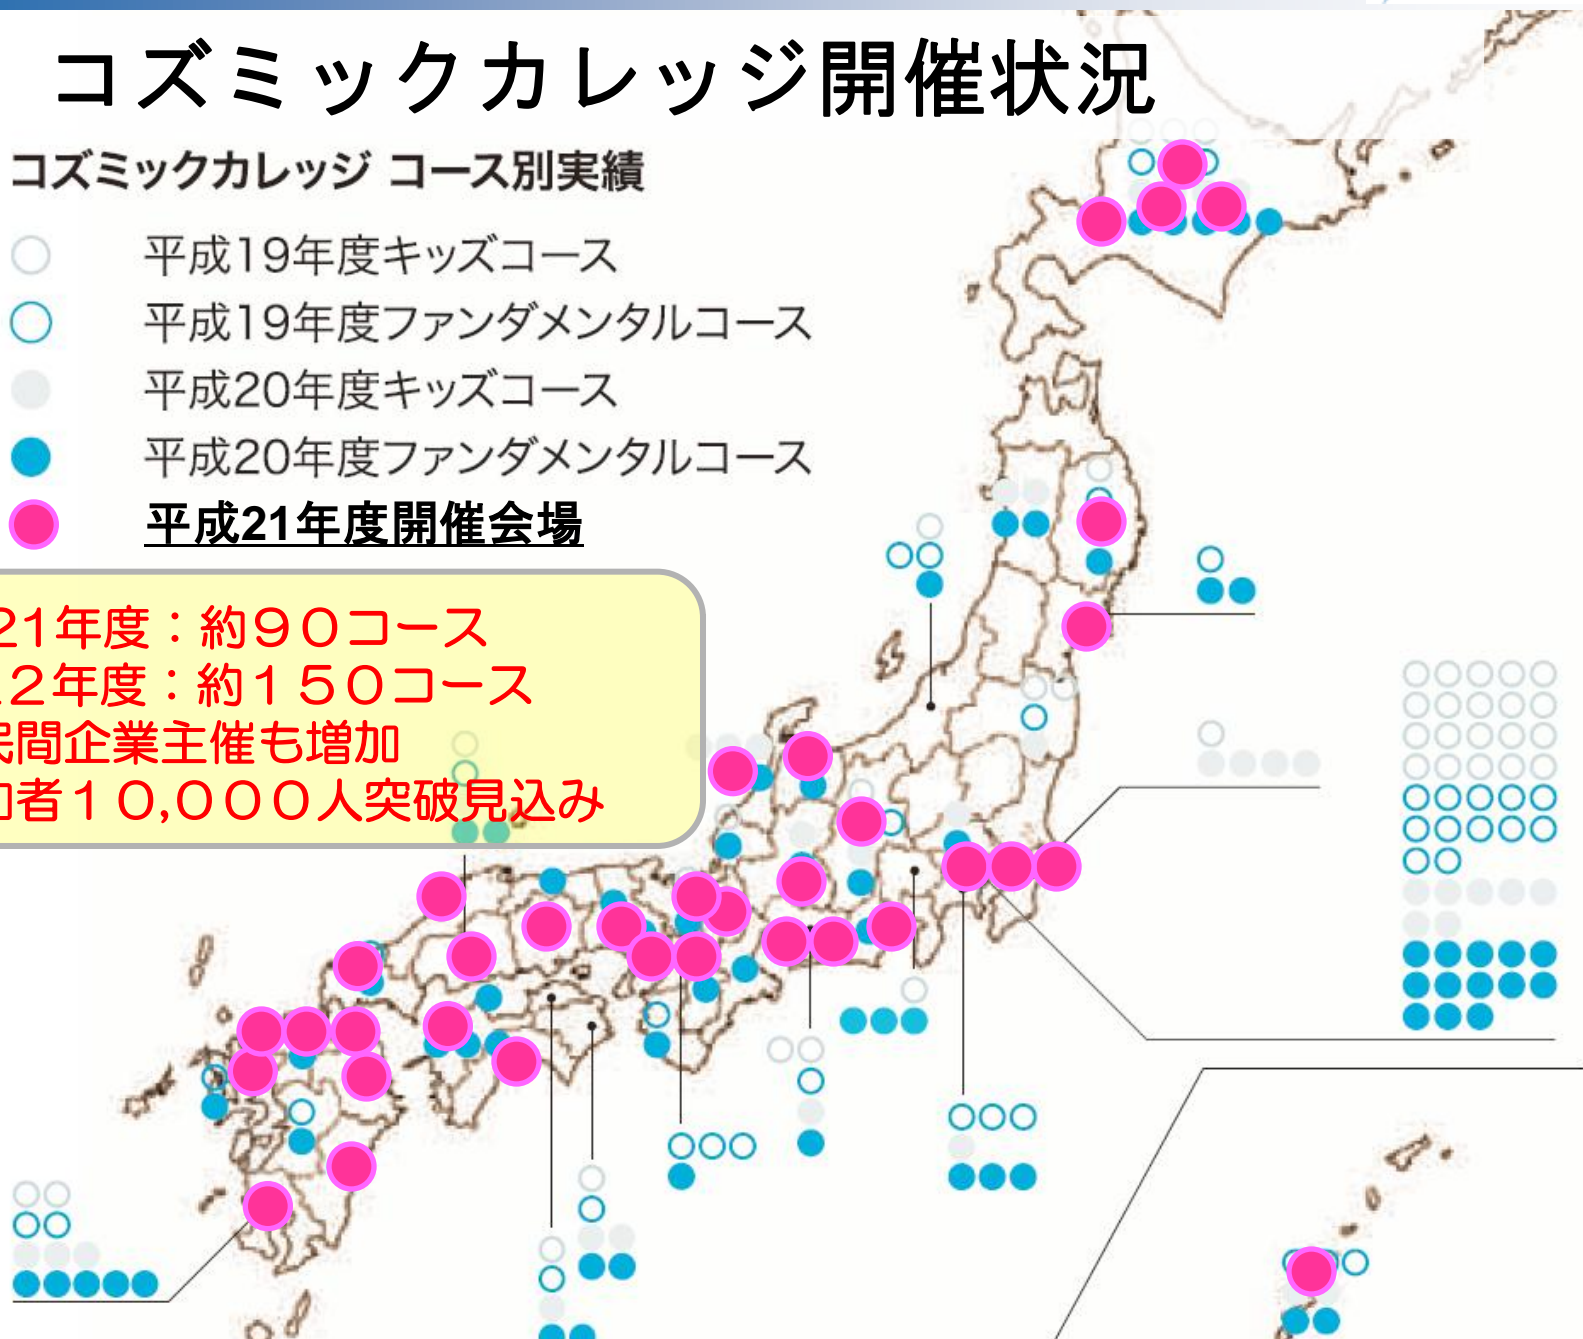 コズミックカレッジ開催状況
コズミックカレッジ コース別実績
平成19年度キッズコース
平成19年度ファンダメンタルコース
平成20年度キッズコース
平成20年度ファンダメンタルコース
平成21年度開催会場
21年度：約９０コース
２年度：約１５０コース
民間企業主催も増加
加者１０,０００人突破見込み